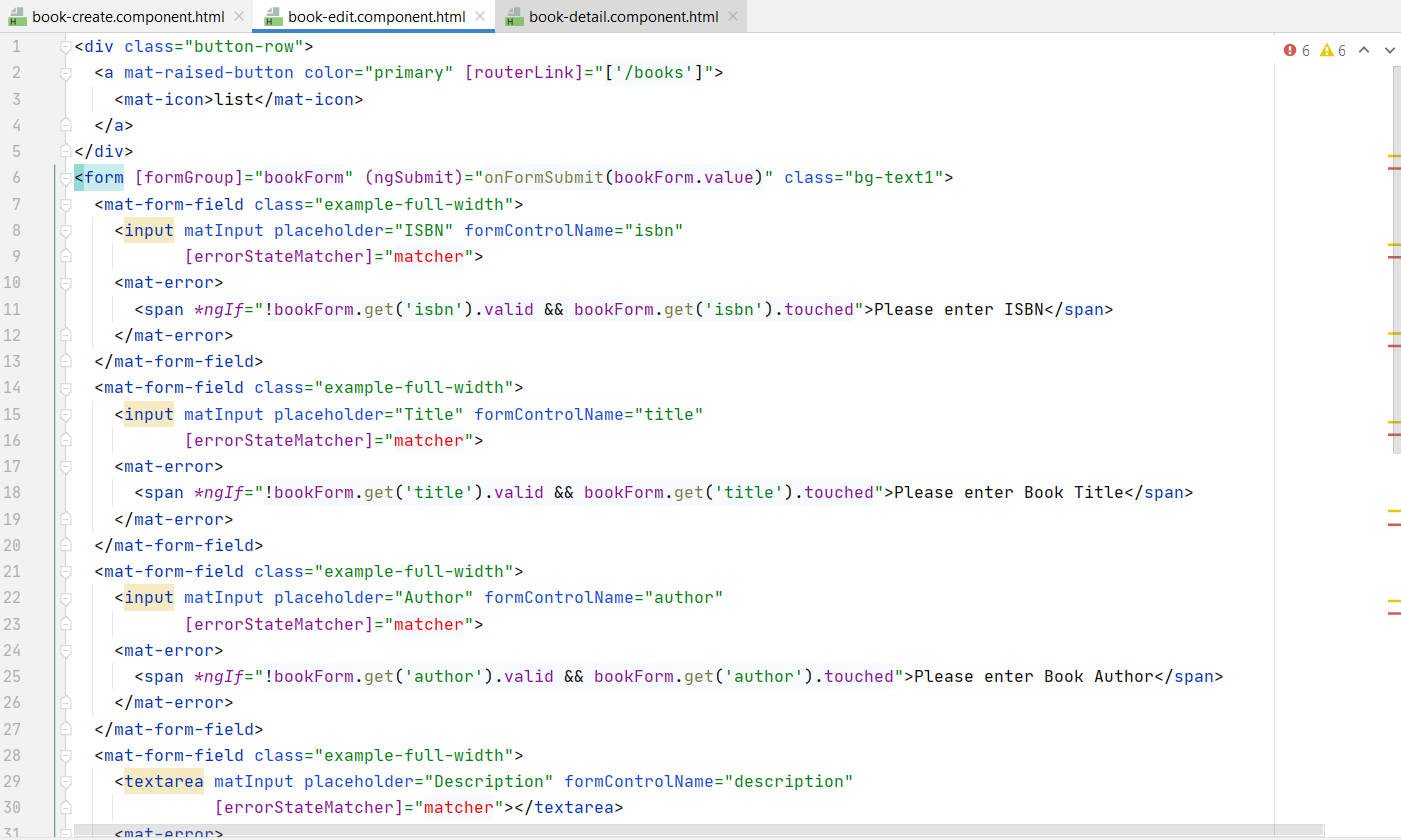 book-create.component.html
book-edit.component.html
book-detail.component.html
6
6
1 <div class="button-row">
2   <a mat-raised-button color="primary" [routerLink]="['/books']">
3     <mat-icon>list</mat-icon>
4   </a>
5 </div>
6 <form [formGroup]="bookForm" (ngSubmit)="onFormSubmit(bookForm.value)" class="bg-text1">
7   <mat-form-field class="example-full-width">
8     <input matInput placeholder="ISBN" formControlName="isbn"
9            [errorStateMatcher]="matcher">
10     <mat-error>
11       <span *ngIf="!bookForm.get('isbn').valid && bookForm.get('isbn').touched">Please enter ISBN</span>
12     </mat-error>
13   </mat-form-field>
14   <mat-form-field class="example-full-width">
15     <input matInput placeholder="Title" formControlName="title"
16            [errorStateMatcher]="matcher">
17     <mat-error>
18       <span *ngIf="!bookForm.get('title').valid && bookForm.get('title').touched">Please enter Book Title</span>
19     </mat-error>
20   </mat-form-field>
21   <mat-form-field class="example-full-width">
22     <input matInput placeholder="Author" formControlName="author"
23            [errorStateMatcher]="matcher">
24     <mat-error>
25       <span *ngIf="!bookForm.get('author').valid && bookForm.get('author').touched">Please enter Book Author</span>
26     </mat-error>
27   </mat-form-field>
28   <mat-form-field class="example-full-width">
29     <textarea matInput placeholder="Description" formControlName="description"
30               [errorStateMatcher]="matcher"></textarea>
31     <mat-error>